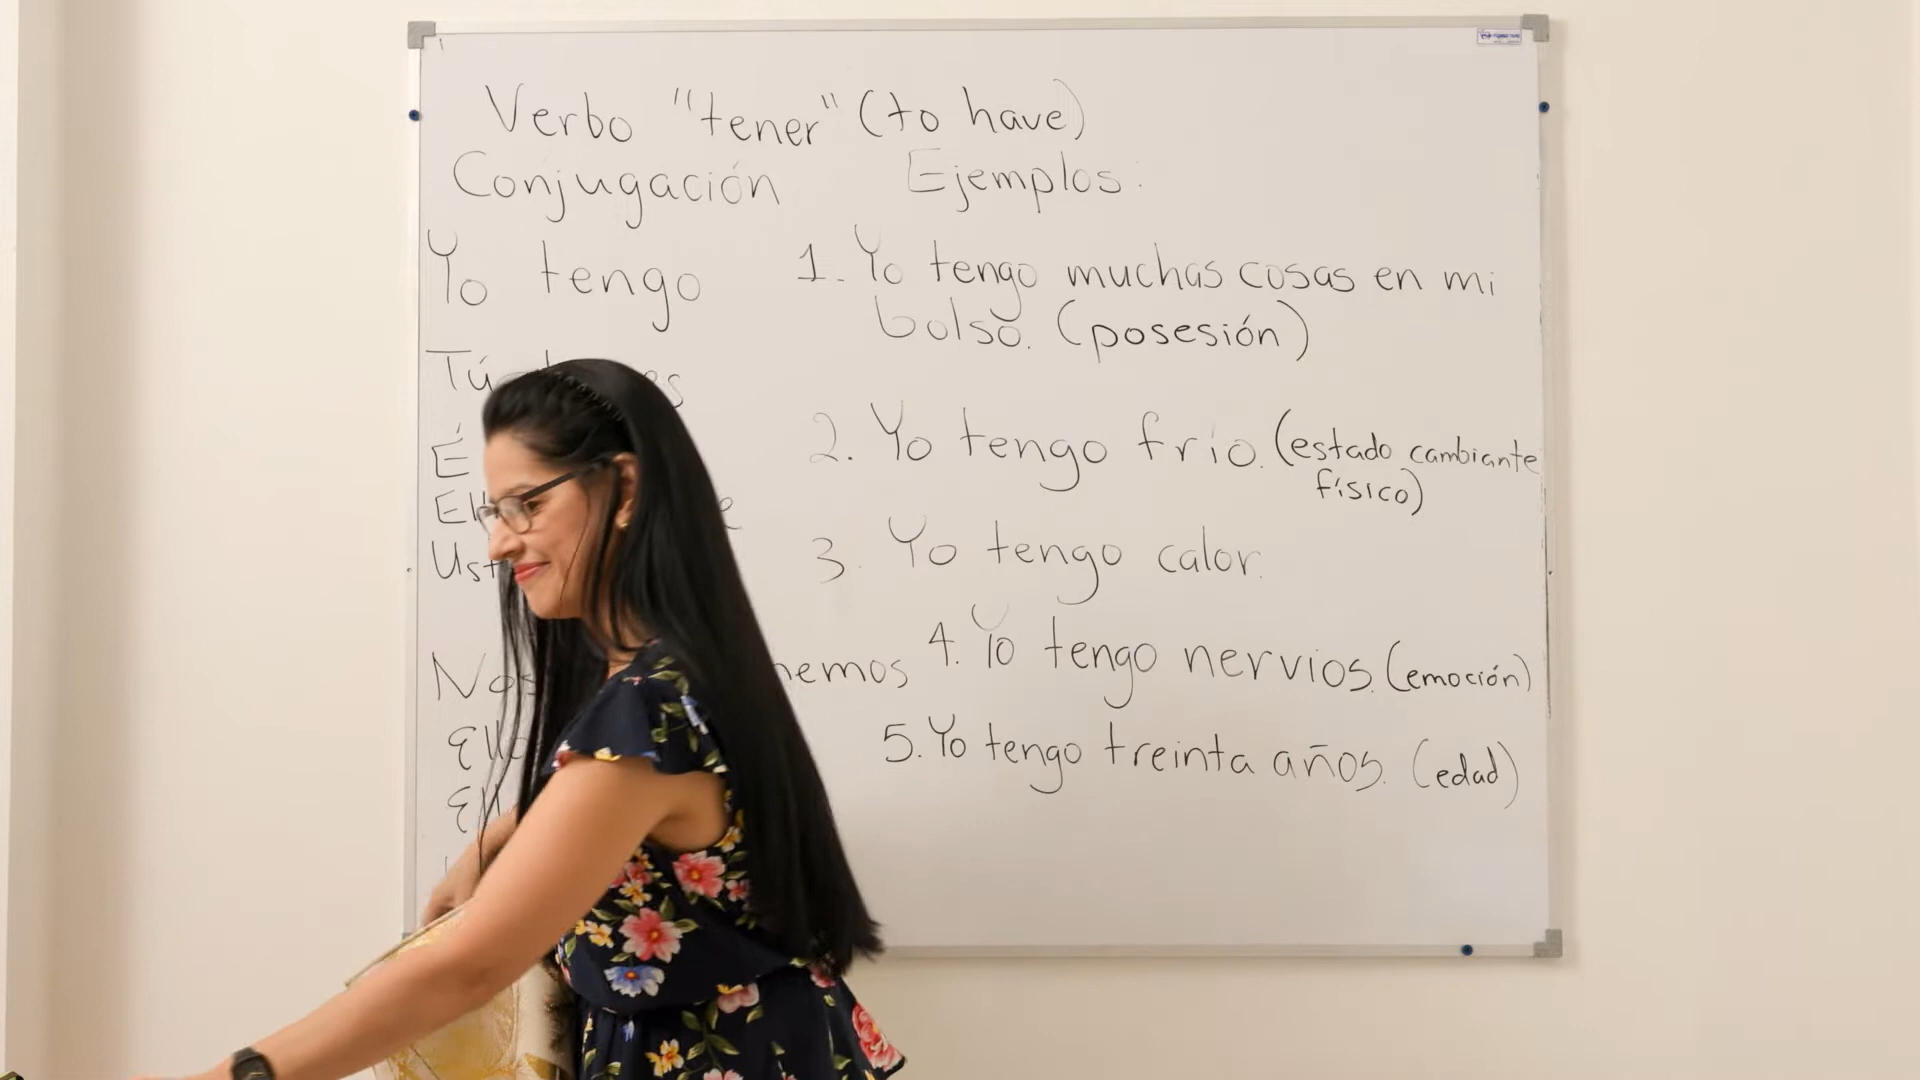 Verbo "tener" (to have)
Conjugación
Yo tengo
Tú
Ejemplos:
1. Yo tengo muchas cosas en mi
bolso. (posesión)
2. Yo tengo frío. (estado cambiante
físico)
3. Yo tengo calor.
4. Yo tengo nervios. (emoción)
5. Yo tengo treinta años. (edad)